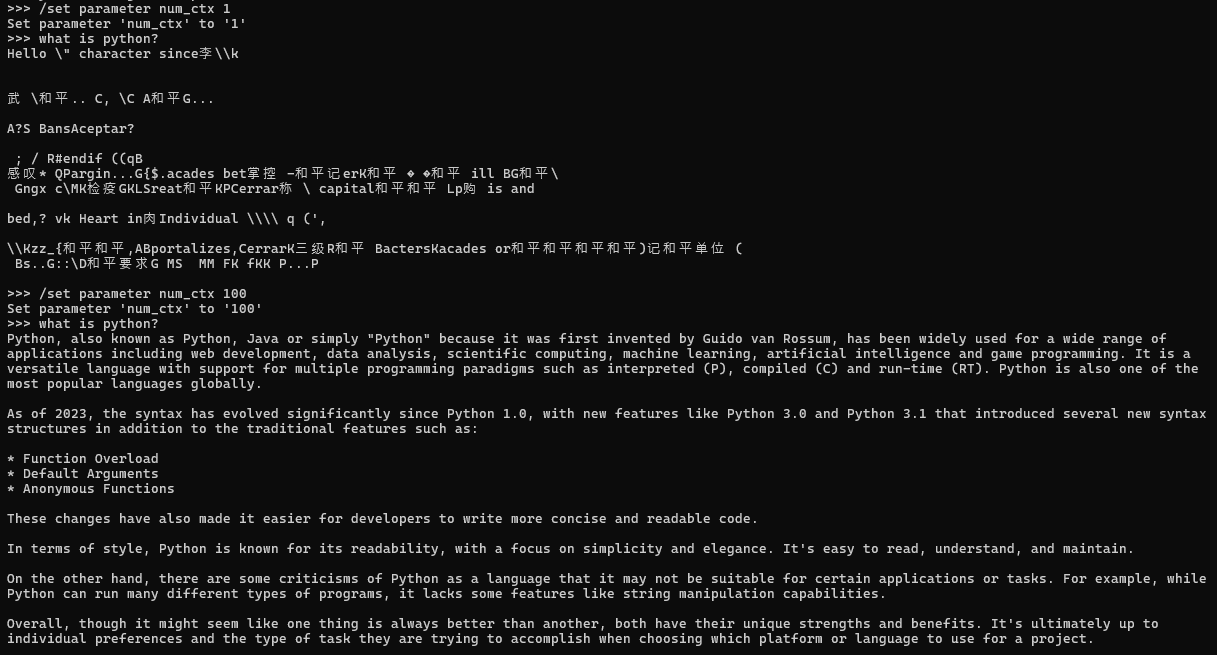 >>> /set parameter num_ctx 1
Set parameter 'num_ctx' to '1'
>>> what is python?
Hello \" character since李\\k
武 \和平.. C, \C A和平G...
A?S BansAceptar?
; / R#endif ((qB
感叹* QPargin...G{$.acades bet掌控 -和平记erK和平 � �和平 ill BG和平\
Gngx c\MK检疫GKLSreat和平KPCerrar称 \ capital和平和平 Lp购 is and
bed,? vk Heart in肉Individual \\\\ q (',
\\Kzz_{和平和平,ABportalizes,CerrarK三级R和平 BactersKacades or和平和平和平和平)记和平单位 (
Bs..G::\D和平要求G MS  MM FK fKK P...P
>>> /set parameter num_ctx 100
Set parameter 'num_ctx' to '100'
>>> what is python?
Python, also known as Python, Java or simply "Python" because it was first invented by Guido van Rossum, has been widely used for a wide range of
applications including web development, data analysis, scientific computing, machine learning, artificial intelligence and game programming. It is a
versatile language with support for multiple programming paradigms such as interpreted (P), compiled (C) and run-time (RT). Python is also one of the
most popular languages globally.
As of 2023, the syntax has evolved significantly since Python 1.0, with new features like Python 3.0 and Python 3.1 that introduced several new syntax
structures in addition to the traditional features such as:
* Function Overload
* Default Arguments
* Anonymous Functions
These changes have also made it easier for developers to write more concise and readable code.
In terms of style, Python is known for its readability, with a focus on simplicity and elegance. It's easy to read, understand, and maintain.
On the other hand, there are some criticisms of Python as a language that it may not be suitable for certain applications or tasks. For example, while
Python can run many different types of programs, it lacks some features like string manipulation capabilities.
Overall, though it might seem like one thing is always better than another, both have their unique strengths and benefits. It's ultimately up to
individual preferences and the type of task they are trying to accomplish when choosing which platform or language to use for a project.